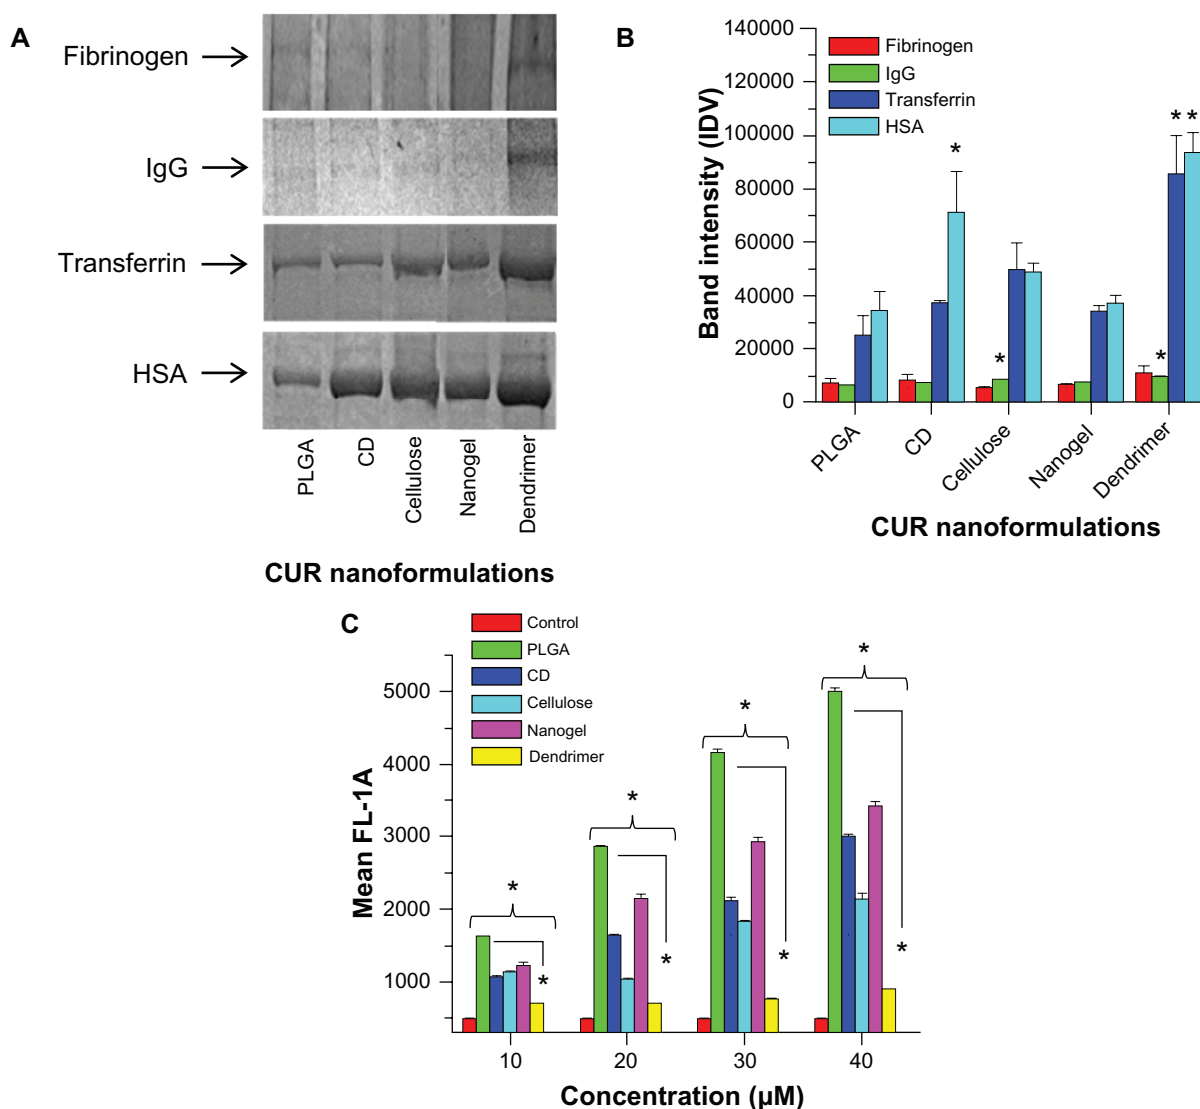 A
Fibrinogen
IgG
Transferrin
HSA
PLGA
CD
Cellulose
Nanogel
Dendrimer
CUR nanoformulations
B
Band intensity (IDV)
140000
120000
100000
80000
60000
40000
20000
0
Fibrinogen
IgG
Transferrin
HSA
*
*
*
* *
PLGA
CD
Cellulose
Nanogel
Dendrimer
CUR nanoformulations
C
Control
PLGA
CD
Cellulose
Nanogel
Dendrimer
Mean FL-1A
5000
4000
3000
2000
1000
*
*
*
*
*
*
*
*
10
20
30
40
Concentration (µM)